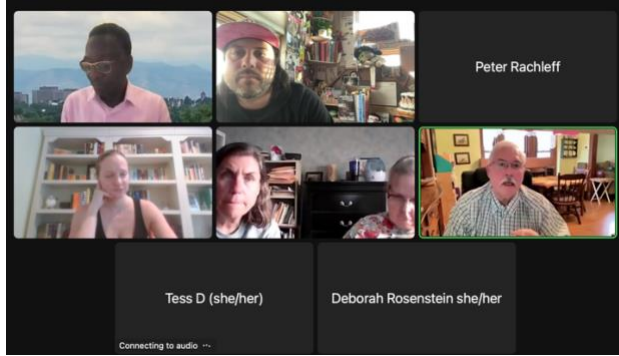 Peter Rachleff
Tess D (she/her)
Deborah Rosenstein she/her
Connecting to audio